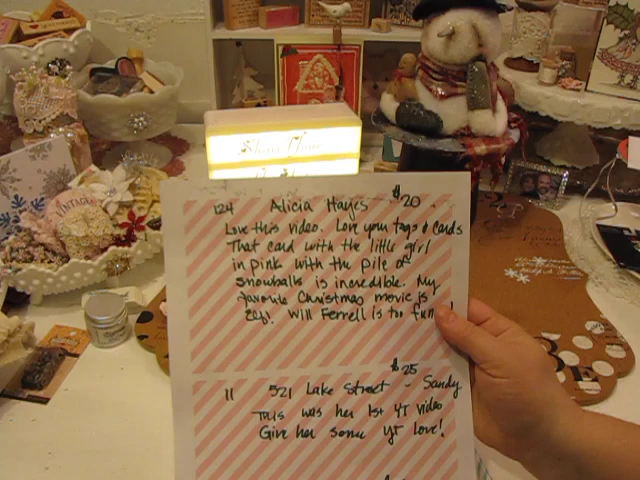 124 Alicia Hayes $20
Love this video. Love your tags & cards
That card with the little girl
in pink with the pile of
snowballs is incredible. My
favorite Christmas movie is
Elf! Will Ferrell is too fun !
$25
11 521 Lake Street - Sandy
This was her 1st YT video
Give her some YT Love!
VINTAGE